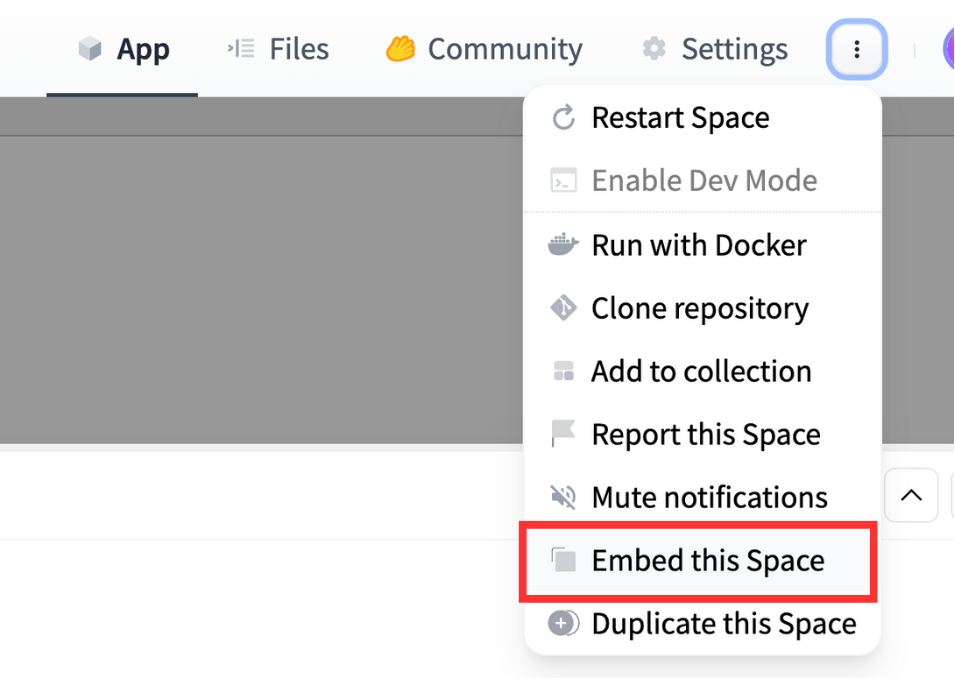 App Files Community Settings
Restart Space
Enable Dev Mode
Run with Docker
Clone repository
Add to collection
Report this Space
Mute notifications
Embed this Space
Duplicate this Space